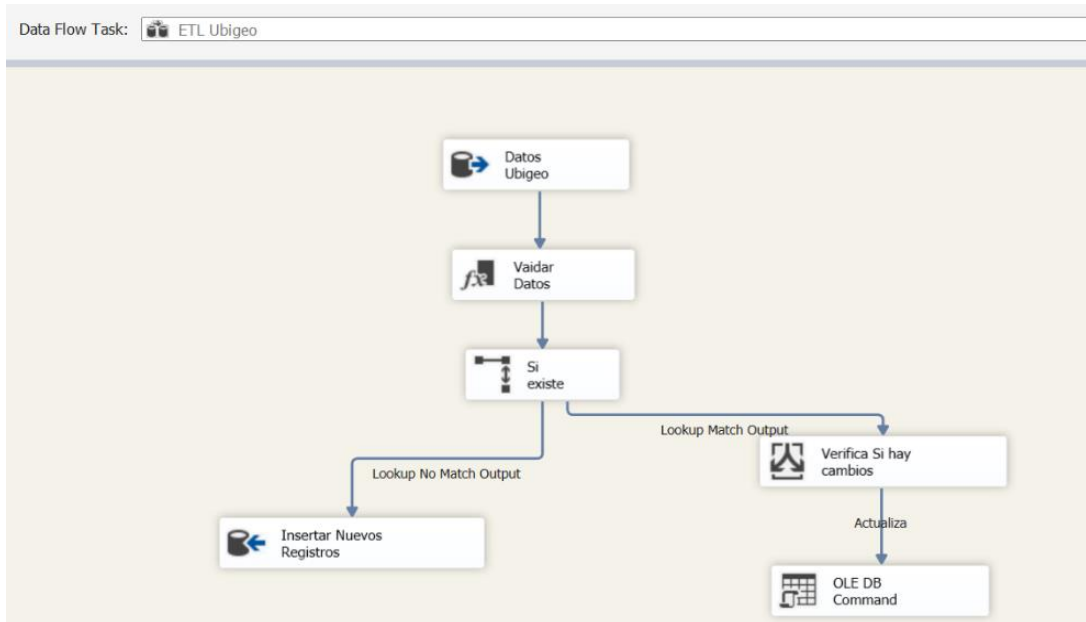 Data Flow Task: ETL Ubigeo
Datos
Ubigeo
Vaidar
Datos
Si
existe
Lookup Match Output
Verifica Si hay
cambios
Lookup No Match Output
Actualiza
Insertar Nuevos
Registros
OLE DB
Command